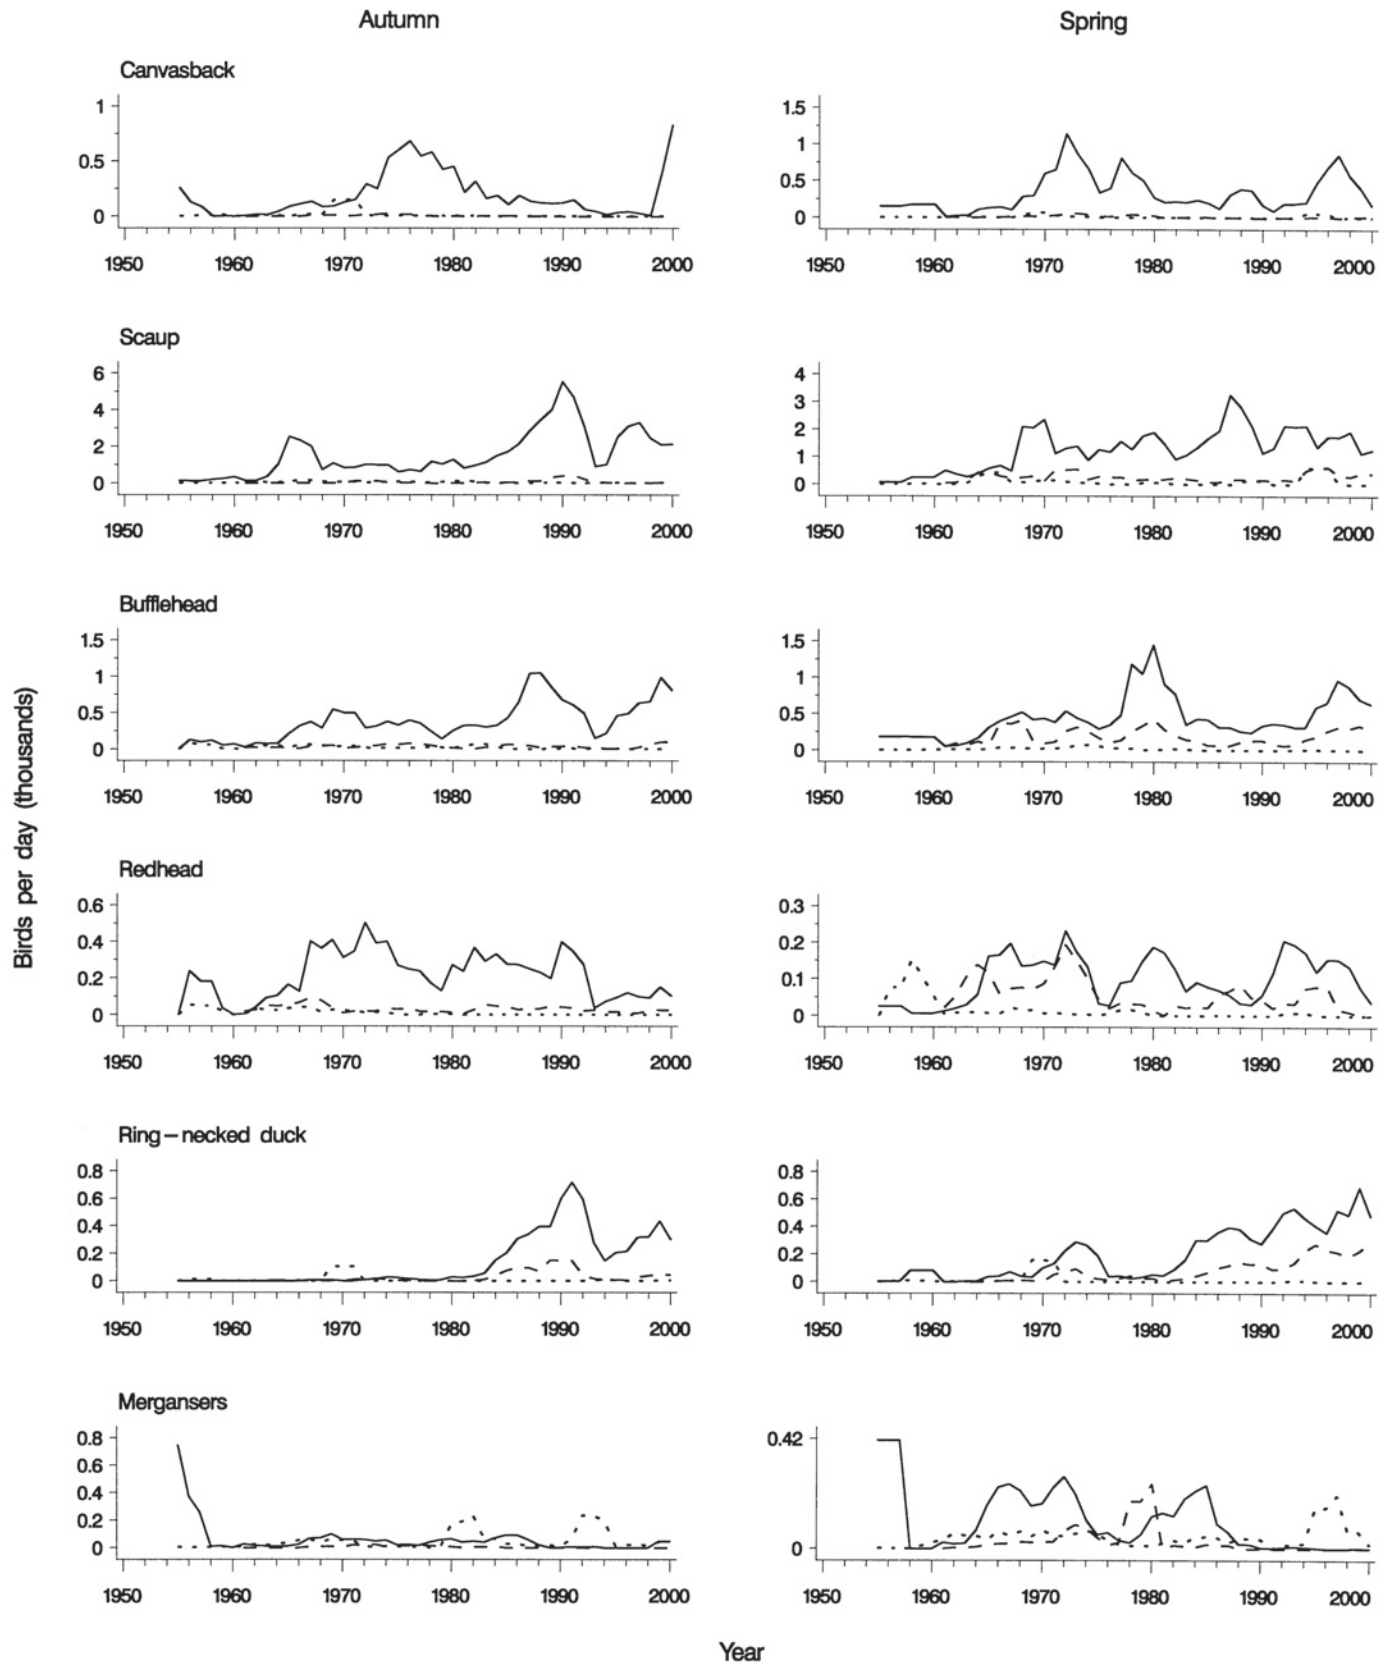 Autumn Spring
Canvasback
1 1.5
0.5 1
0 0.5
0
1950 1960 1970 1980 1990 2000 1950 1960 1970 1980 1990 2000
Scaup
6 4
4 3
2 2
0 1
0
1950 1960 1970 1980 1990 2000 1950 1960 1970 1980 1990 2000
Bufflehead
1.5 1.5
1 1
0.5 0.5
0 0
1950 1960 1970 1980 1990 2000 1950 1960 1970 1980 1990 2000
Birds per day (thousands)
Redhead
0.6 0.3
0.4 0.2
0.2 0.1
0 0
1950 1960 1970 1980 1990 2000 1950 1960 1970 1980 1990 2000
Ring-necked duck
0.8 0.8
0.6 0.6
0.4 0.4
0.2 0.2
0 0
1950 1960 1970 1980 1990 2000 1950 1960 1970 1980 1990 2000
Mergansers
0.8 0.42
0.6
0.4
0.2
0 0
1950 1960 1970 1980 1990 2000 1950 1960 1970 1980 1990 2000
Year